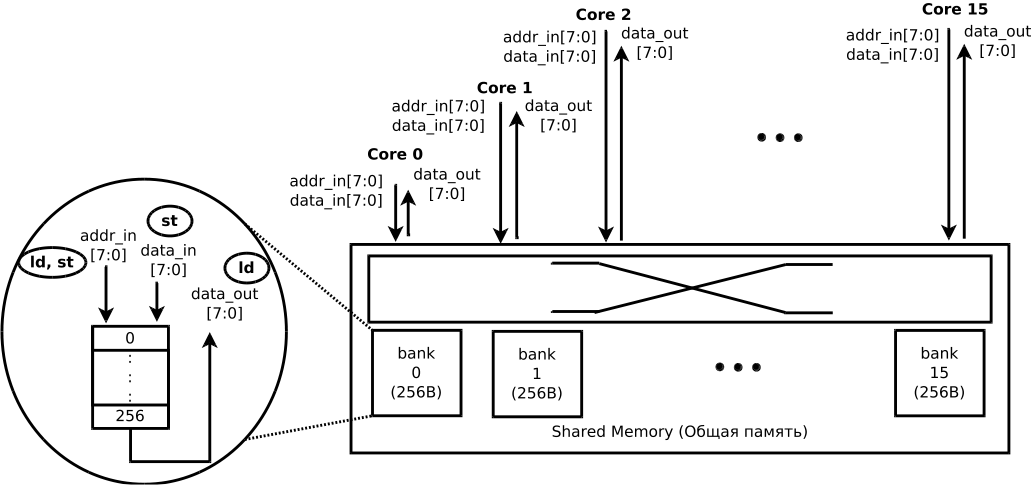 Core 0
addr_in[7:0]
data_in[7:0]
data_out
[7:0]
Core 1
addr_in[7:0]
data_in[7:0]
data_out
[7:0]
Core 2
addr_in[7:0]
data_in[7:0]
data_out
[7:0]
Core 15
addr_in[7:0]
data_in[7:0]
data_out
[7:0]
ld, st
addr_in
[7:0]
st
data_in
[7:0]
ld
data_out
[7:0]
0
256
bank
0
(256B)
bank
1
(256B)
bank
15
(256B)
Shared Memory (Общая память)